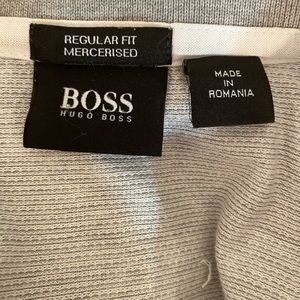 REGULAR FIT
MERCERISED
BOSS
HUGO BOSS
MADE
IN
ROMANIA